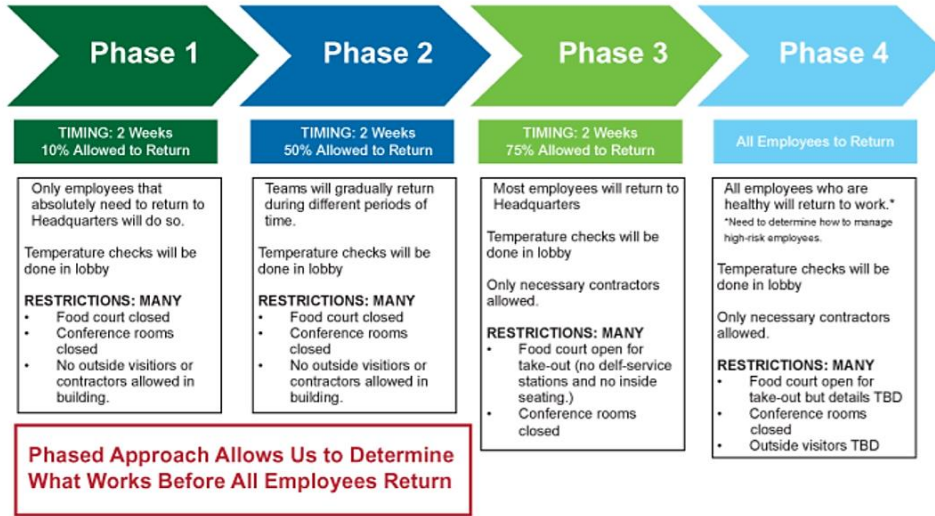 Phase 1
Phase 2
Phase 3
Phase 4
TIMING: 2 Weeks
10% Allowed to Return
TIMING: 2 Weeks
50% Allowed to Return
TIMING: 2 Weeks
75% Allowed to Return
All Employees to Return
Only employees that
absolutely need to return to
Headquarters will do so.
Temperature checks will be
done in lobby
RESTRICTIONS: MANY
• Food court closed
• Conference rooms
closed
• No outside visitiors or
contractors allowed in
building.
Teams will gradually return
during different periods of
time.
Temperature checks will be
done in lobby
RESTRICTIONS: MANY
• Food court closed
• Conference rooms
closed
• No outside visitiors or
contractors allowed in
building.
Most employees will return to
Headquarters
Temperature checks will be
done in lobby
Only necessary contractors
allowed.
RESTRICTIONS: MANY
• Food court open for
take-out (no delf-service
stations and no inside
seating.)
• Conference rooms
closed
All employees who are
healthy will return to work.*
*Need to determine how to manage
high-risk employees.
Temperature checks will be
done in lobby
Only necessary contractors
allowed.
RESTRICTIONS: MANY
• Food court open for
take-out but details TBD
• Conference rooms
closed
• Outside visitors TBD
Phased Approach Allows Us to Determine
What Works Before All Employees Return